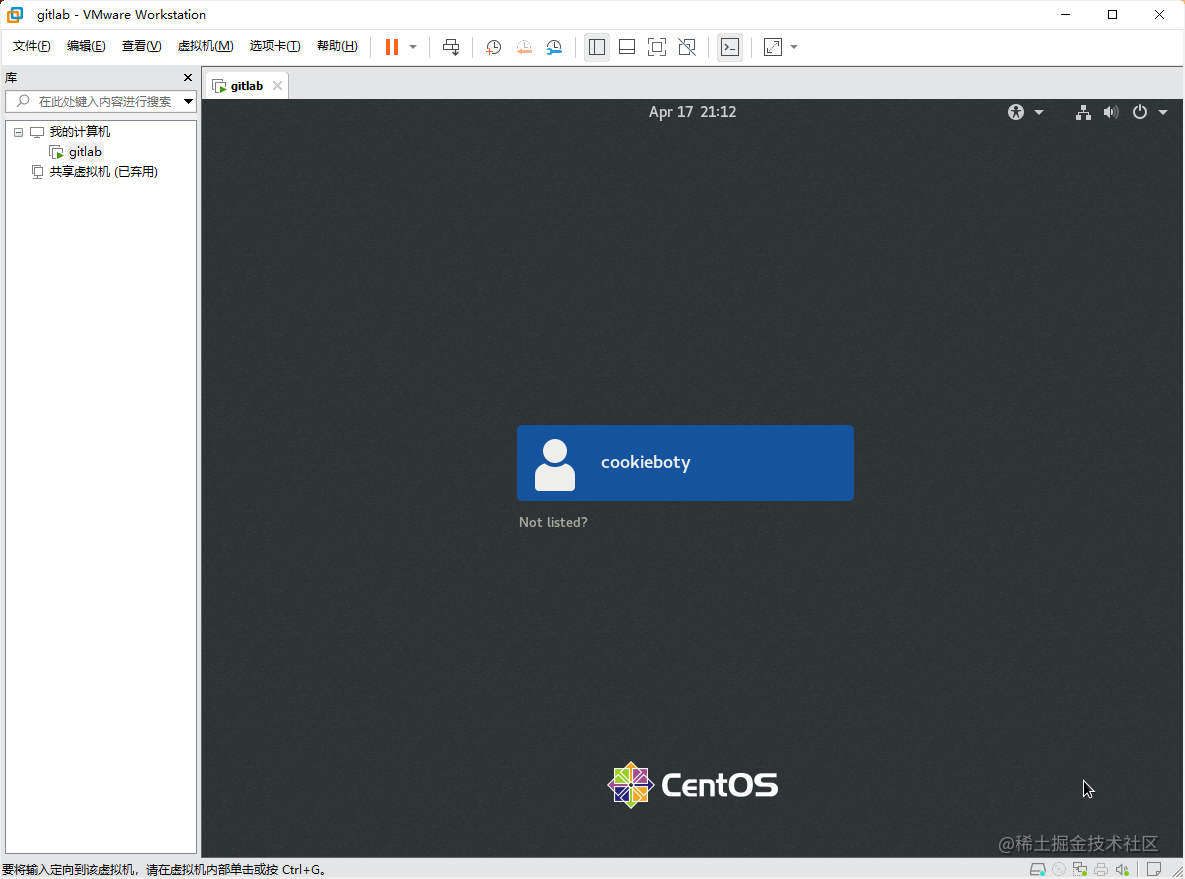 gitlab - VMware Workstation
文件(F) 编辑(E) 查看(V) 虚拟机(M) 选项卡(T) 帮助(H)
库
在此处键入内容进行搜索
我的计算机
gitlab
共享虚拟机 (已弃用)
gitlab
Apr 17 21:12
cookieboty
Not listed?
CentOS
@稀土掘金技术社区
要将输入定向到该虚拟机，请在虚拟机内部单击或按 Ctrl+G。